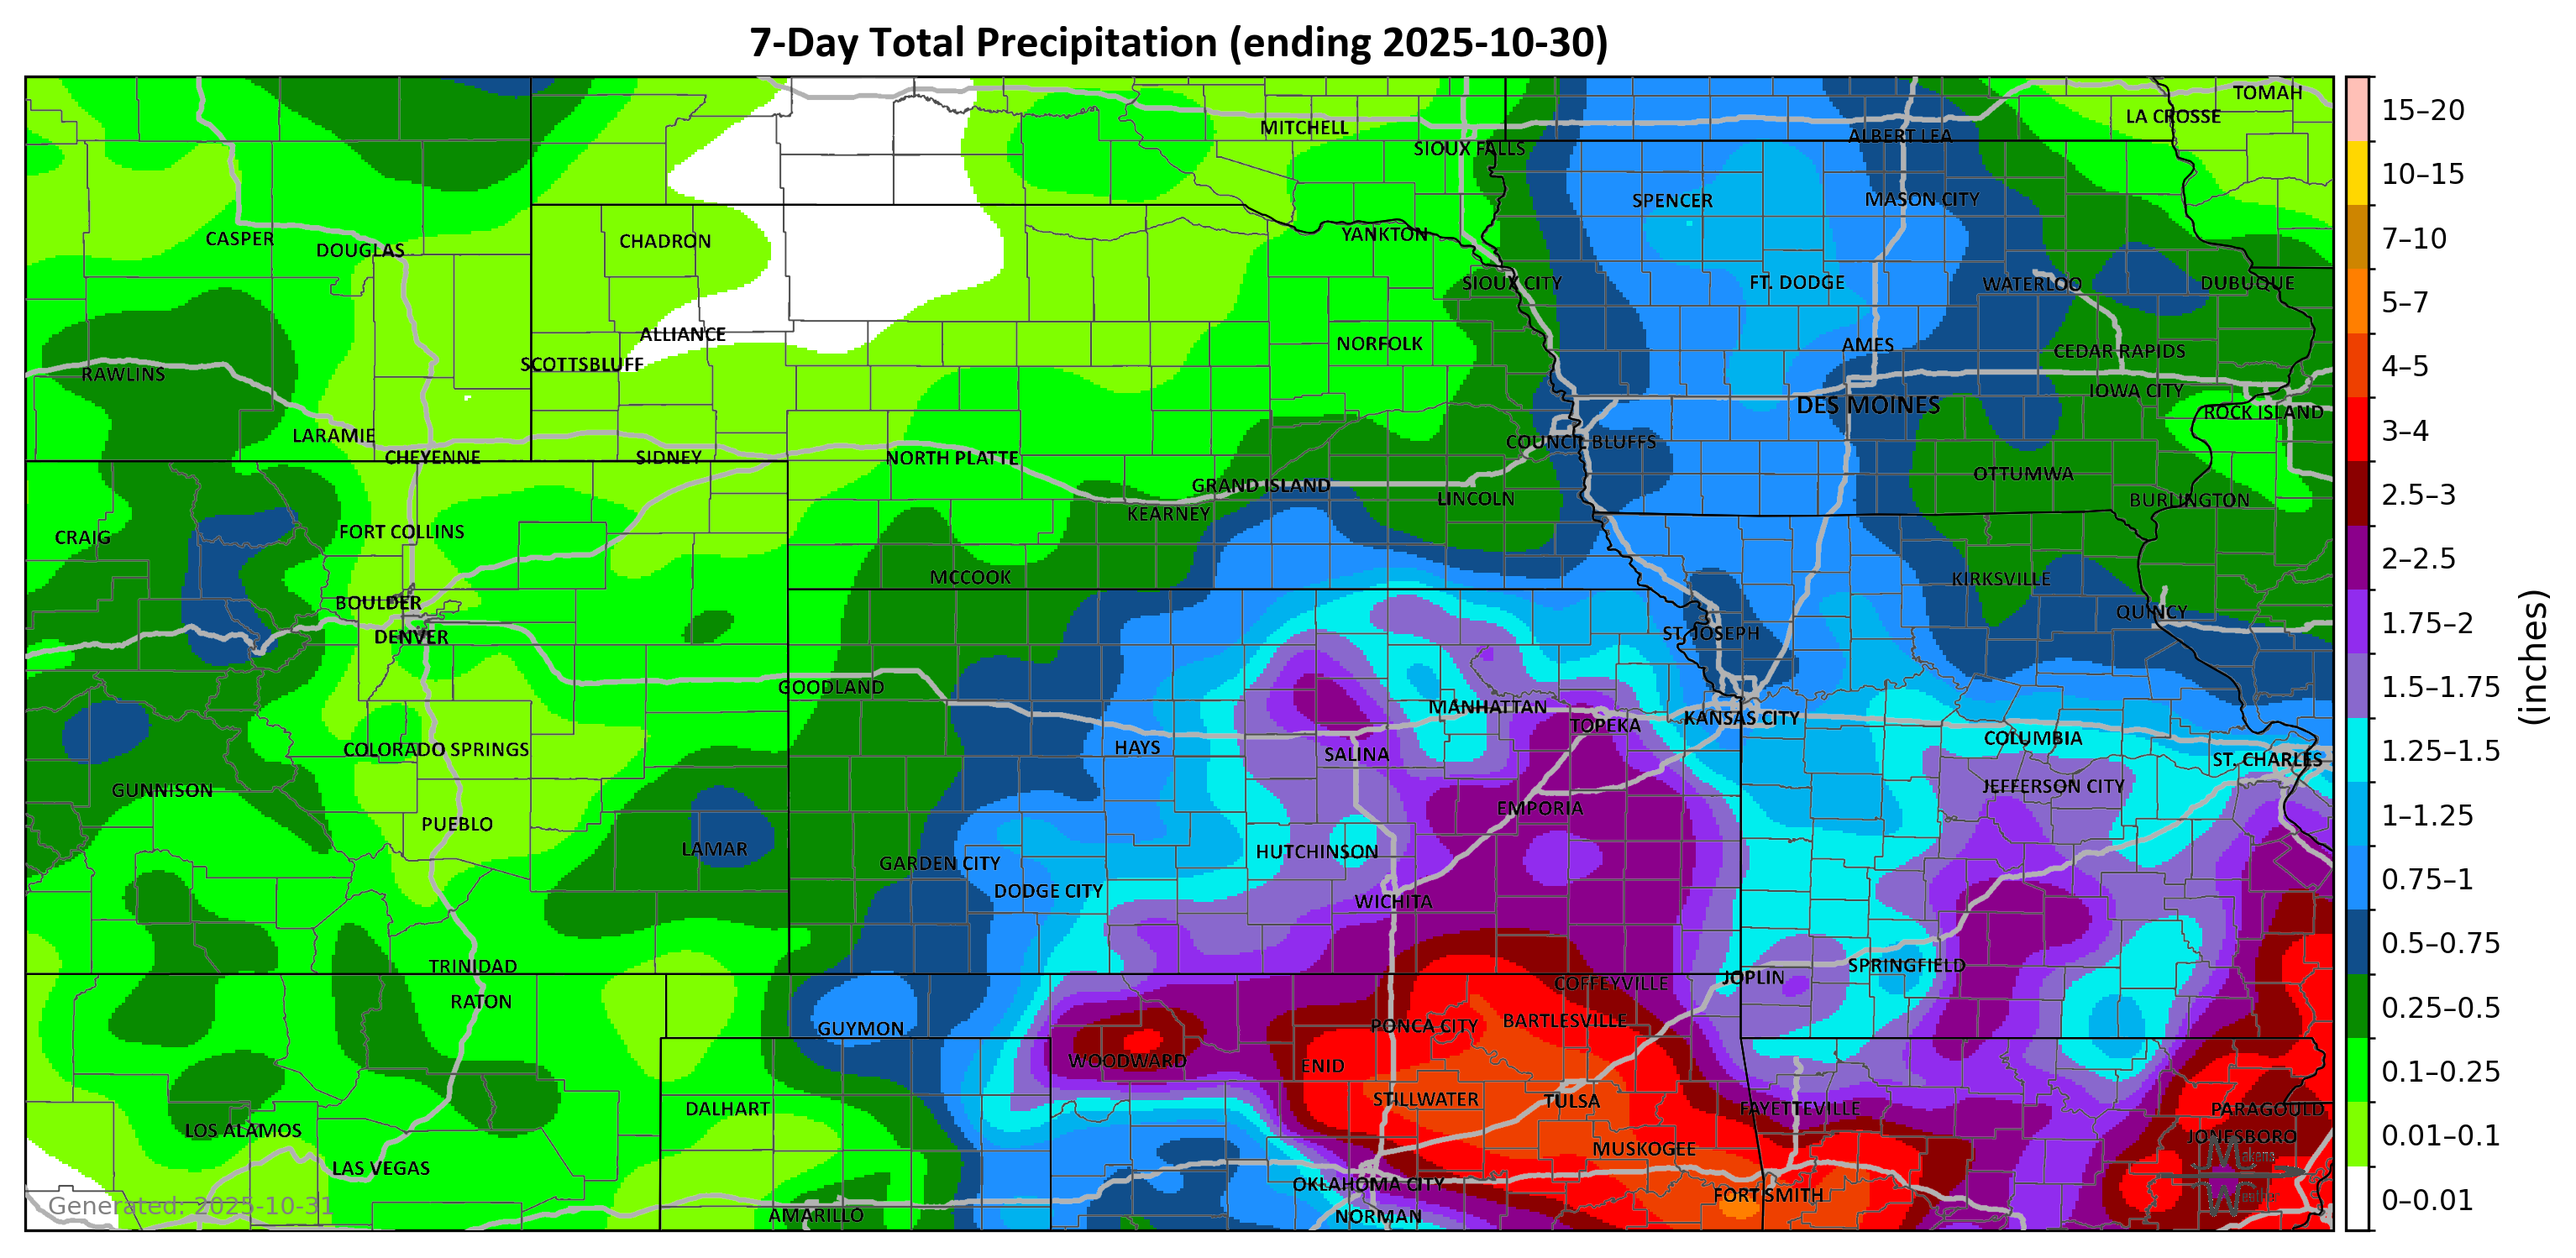 7-Day Total Precipitation (ending 2025-10-30)
TOMAH
LA CROSSE
MITCHELL
ALBERT LEA
SIOUX FALLS
SPENCER
MASON CITY
CASPER
DOUGLAS
CHADRON
YANKTON
SIOUX CITY
FT. DODGE
WATERLOO
DUBUQUE
ALLIANCE
NORFOLK
AMES
CEDAR RAPIDS
SCOTTSBLUFF
RAWLINS
IOWA CITY
DES MOINES
ROCK ISLAND
LARAMIE
COUNCIL BLUFFS
CHEYENNE
SIDNEY
NORTH PLATTE
OTTUMWA
GRAND ISLAND
LINCOLN
BURLINGTON
KEARNEY
CRAIG
FORT COLLINS
MCCOOK
KIRKSVILLE
BOULDER
QUINCY
DENVER
ST. JOSEPH
GOODLAND
MANHATTAN
TOPEKA
KANSAS CITY
COLUMBIA
COLORADO SPRINGS
HAYS
SALINA
ST. CHARLES
GUNNISON
JEFFERSON CITY
EMPORIA
PUEBLO
LAMAR
HUTCHINSON
GARDEN CITY
DODGE CITY
WICHITA
TRINIDAD
SPRINGFIELD
JOPLIN
COFFEYVILLE
RATON
GUYMON
PONCA CITY
BARTLESVILLE
WOODWARD
ENID
STILLWATER
TULSA
DALHART
FAYETTEVILLE
PARAGOULD
LOS ALAMOS
JONESBORO
MUSKOGEE
LAS VEGAS
OKLAHOMA CITY
FORT SMITH
AMARILLO
NORMAN
Generated: 2025-10-31
15–20
10–15
7–10
5–7
4–5
3–4
2.5–3
2–2.5
1.75–2
1.5–1.75
1.25–1.5
1–1.25
0.75–1
0.5–0.75
0.25–0.5
0.1–0.25
0.01–0.1
0–0.01
(inches)